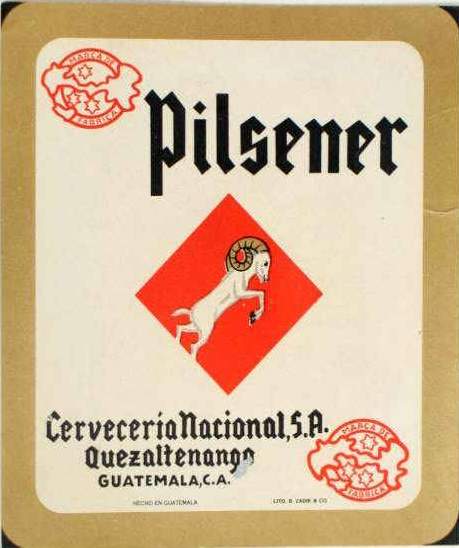 MARCA DE
FABRICA
Pilsener
Cervecería Nacional, S.A.
Quezaltenango
GUATEMALA, C.A.
MARCA DE
FABRICA
HECHO EN GUATEMALA
LITO. B. ZADIK & CO.